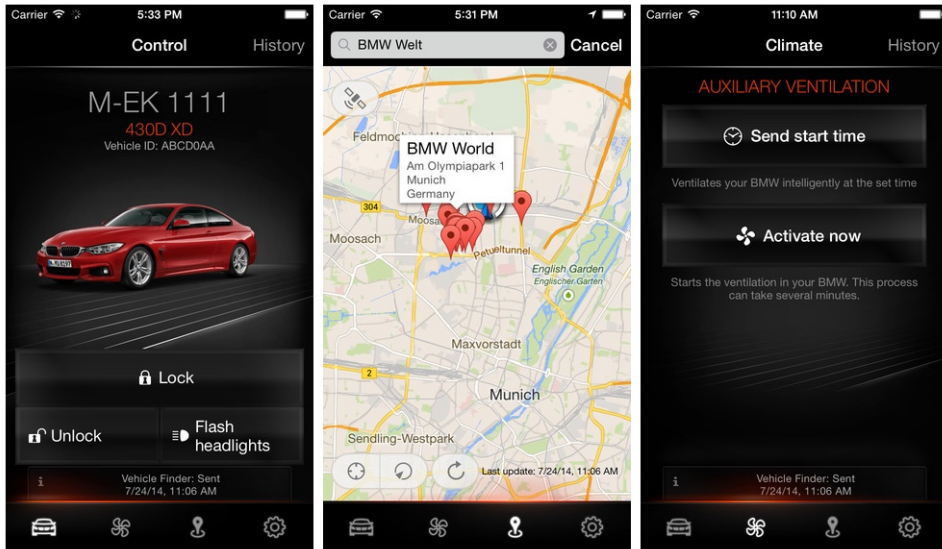 Carrier 5:33 PM
Control History
M-EK 1111
430D XD
Vehicle ID: ABCD0AA
Lock
Unlock
Flash
headlights
i
Vehicle Finder: Sent
7/24/14, 11:06 AM
Carrier 5:31 PM
BMW Welt Cancel
BMW World
Am Olympiapark 1
Munich
Germany
304
Moosach
Petueltunnel
English Garden
Englischer Garten
Maxvorstadt
2
Munich
Sendling-Westpark
Last update: 7/24/14, 11:06 AM
Carrier 11:10 AM
Climate History
AUXILIARY VENTILATION
Send start time
Ventilates your BMW intelligently at the set time
Activate now
Starts the ventilation in your BMW. This process
can take several minutes.
i
Vehicle Finder: Sent
7/24/14, 11:06 AM